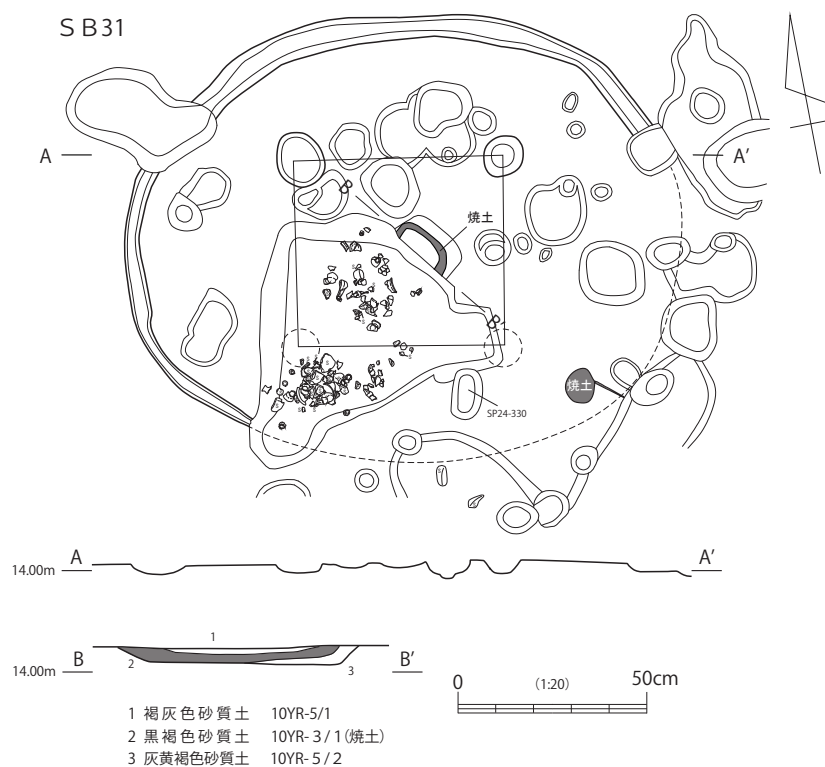 SB31
A
A'
B
焼土
B
焼土
SP24-330
A
A'
14.00m
1
B
B'
14.00m
2
3
0
(1:20)
50cm
1 褐灰色砂質土 10YR-5/1
2 黒褐色砂質土 10YR-3/1(焼土)
3 灰黄褐色砂質土 10YR-5/2